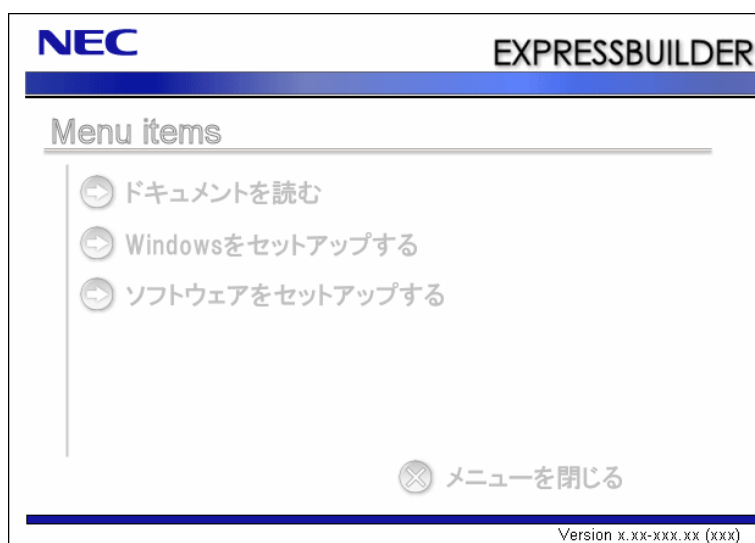 NEC
EXPRESSBUILDER
Menu items
ドキュメントを読む
Windowsをセットアップする
ソフトウェアをセットアップする
メニューを閉じる
Version x.xx-xxx.xx (xxx)